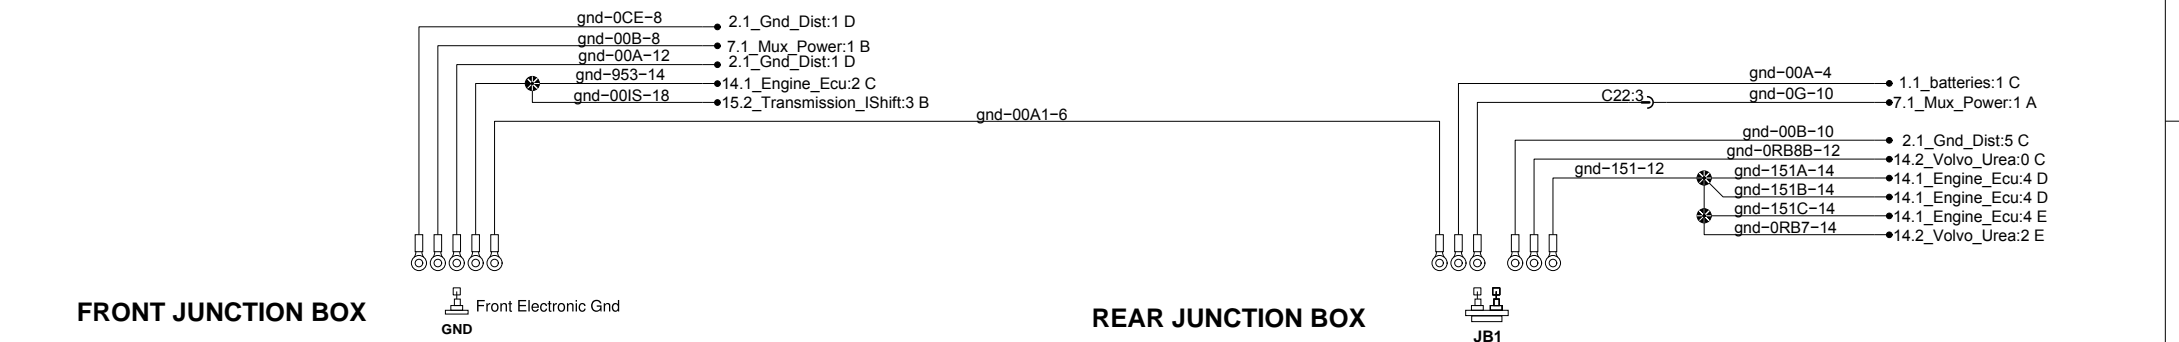 gnd-0CE-8 2.1_Gnd_Dist:1 D
gnd-00B-8 7.1_Mux_Power:1 B
gnd-00A-12 2.1_Gnd_Dist:1 D
gnd-953-14 14.1_Engine_Ecu:2 C
gnd-00IS-18 15.2_Transmission_IShift:3 B
gnd-00A1-6
gnd-00A-4 1.1_batteries:1 C
C22:3 gnd-0G-10 7.1_Mux_Power:1 A
gnd-00B-10 2.1_Gnd_Dist:5 C
gnd-0RB8B-12 14.2_Volvo_Urea:0 C
gnd-151-12 gnd-151A-14 14.1_Engine_Ecu:4 D
gnd-151B-14 14.1_Engine_Ecu:4 D
gnd-151C-14 14.1_Engine_Ecu:4 E
gnd-0RB7-14 14.2_Volvo_Urea:2 E
FRONT JUNCTION BOX
Front Electronic Gnd
GND
REAR JUNCTION BOX
JB1